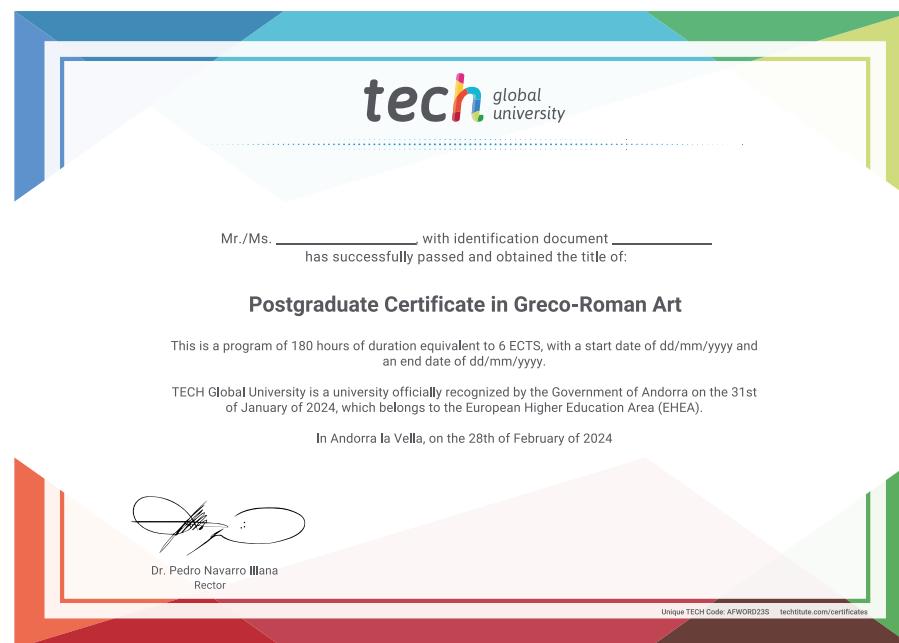 tech global university
Mr./Ms. ____________________, with identification document ______________
has successfully passed and obtained the title of:
Postgraduate Certificate in Greco-Roman Art
This is a program of 180 hours of duration equivalent to 6 ECTS, with a start date of dd/mm/yyyy and
an end date of dd/mm/yyyy.
TECH Global University is a university officially recognized by the Government of Andorra on the 31st
of January of 2024, which belongs to the European Higher Education Area (EHEA).
In Andorra la Vella, on the 28th of February of 2024
Dr. Pedro Navarro Illana
Rector
Unique TECH Code: AFWORD23S techtitute.com/certificates